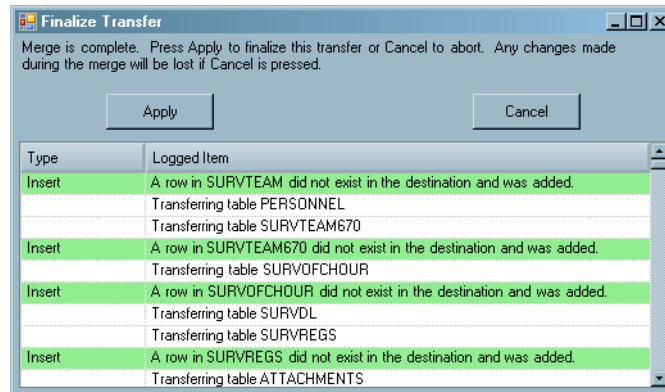 Finalize Transfer
Merge is complete. Press Apply to finalize this transfer or Cancel to abort. Any changes made
during the merge will be lost if Cancel is pressed.
Apply Cancel
Type Logged Item
Insert A row in SURVTEAM did not exist in the destination and was added.
Transferring table PERSONNEL
Transferring table SURVTEAM670
Insert A row in SURVTEAM670 did not exist in the destination and was added.
Transferring table SURVOFCHOUR
Insert A row in SURVOFCHOUR did not exist in the destination and was added.
Transferring table SURVDL
Transferring table SURVREGS
Insert A row in SURVREGS did not exist in the destination and was added.
Transferring table ATTACHMENTS